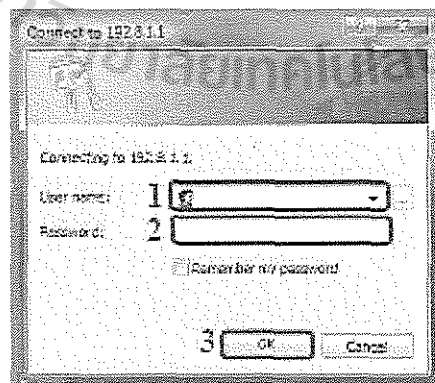 Connect to 192.8.1.1
Connecting to 192.8.1.1.
User name: 1
Password: 2
Remember my password
3 OK Cancel